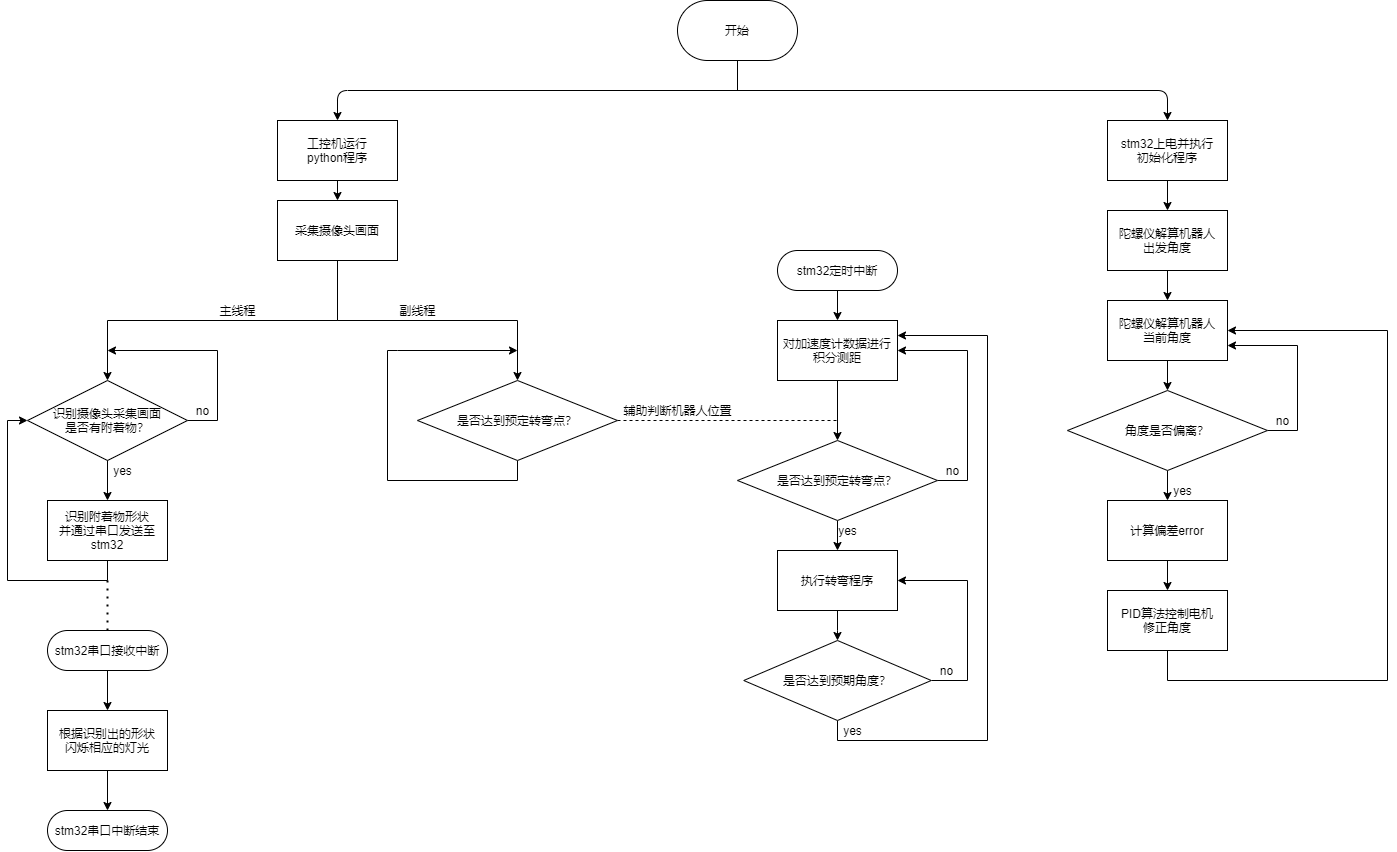 开始
工控机运行
python程序
采集摄像头画面
主线程
副线程
识别摄像头采集画面
是否有附着物？
no
yes
识别附着物形状
并通过串口发送至
stm32
stm32串口接收中断
根据识别出的形状
闪烁相应的灯光
stm32串口中断结束
是否达到预定转弯点？
辅助判断机器人位置
stm32定时中断
对加速度计数据进行
积分测距
是否达到预定转弯点？
no
yes
执行转弯程序
是否达到预期角度？
no
yes
stm32上电并执行
初始化程序
陀螺仪解算机器人
出发角度
陀螺仪解算机器人
当前角度
角度是否偏离？
no
yes
计算偏差error
PID算法控制电机
修正角度